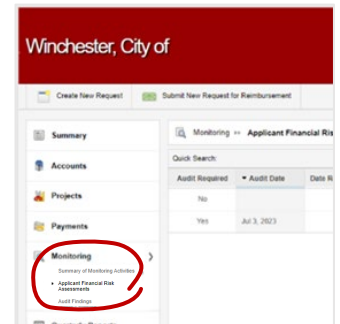 Winchester, City of
Create New Request
Submit New Request for Reimbursement
Summary
Monitoring
Applicant Financial Ris
Quick Search:
Accounts
Audit Required
Audit Date
Date R
Projects
No
Payments
Yes
Jul 3, 2023
Monitoring
Summary of Monitoring Activities
Applicant Financial Risk
Assessments
Audit Findings